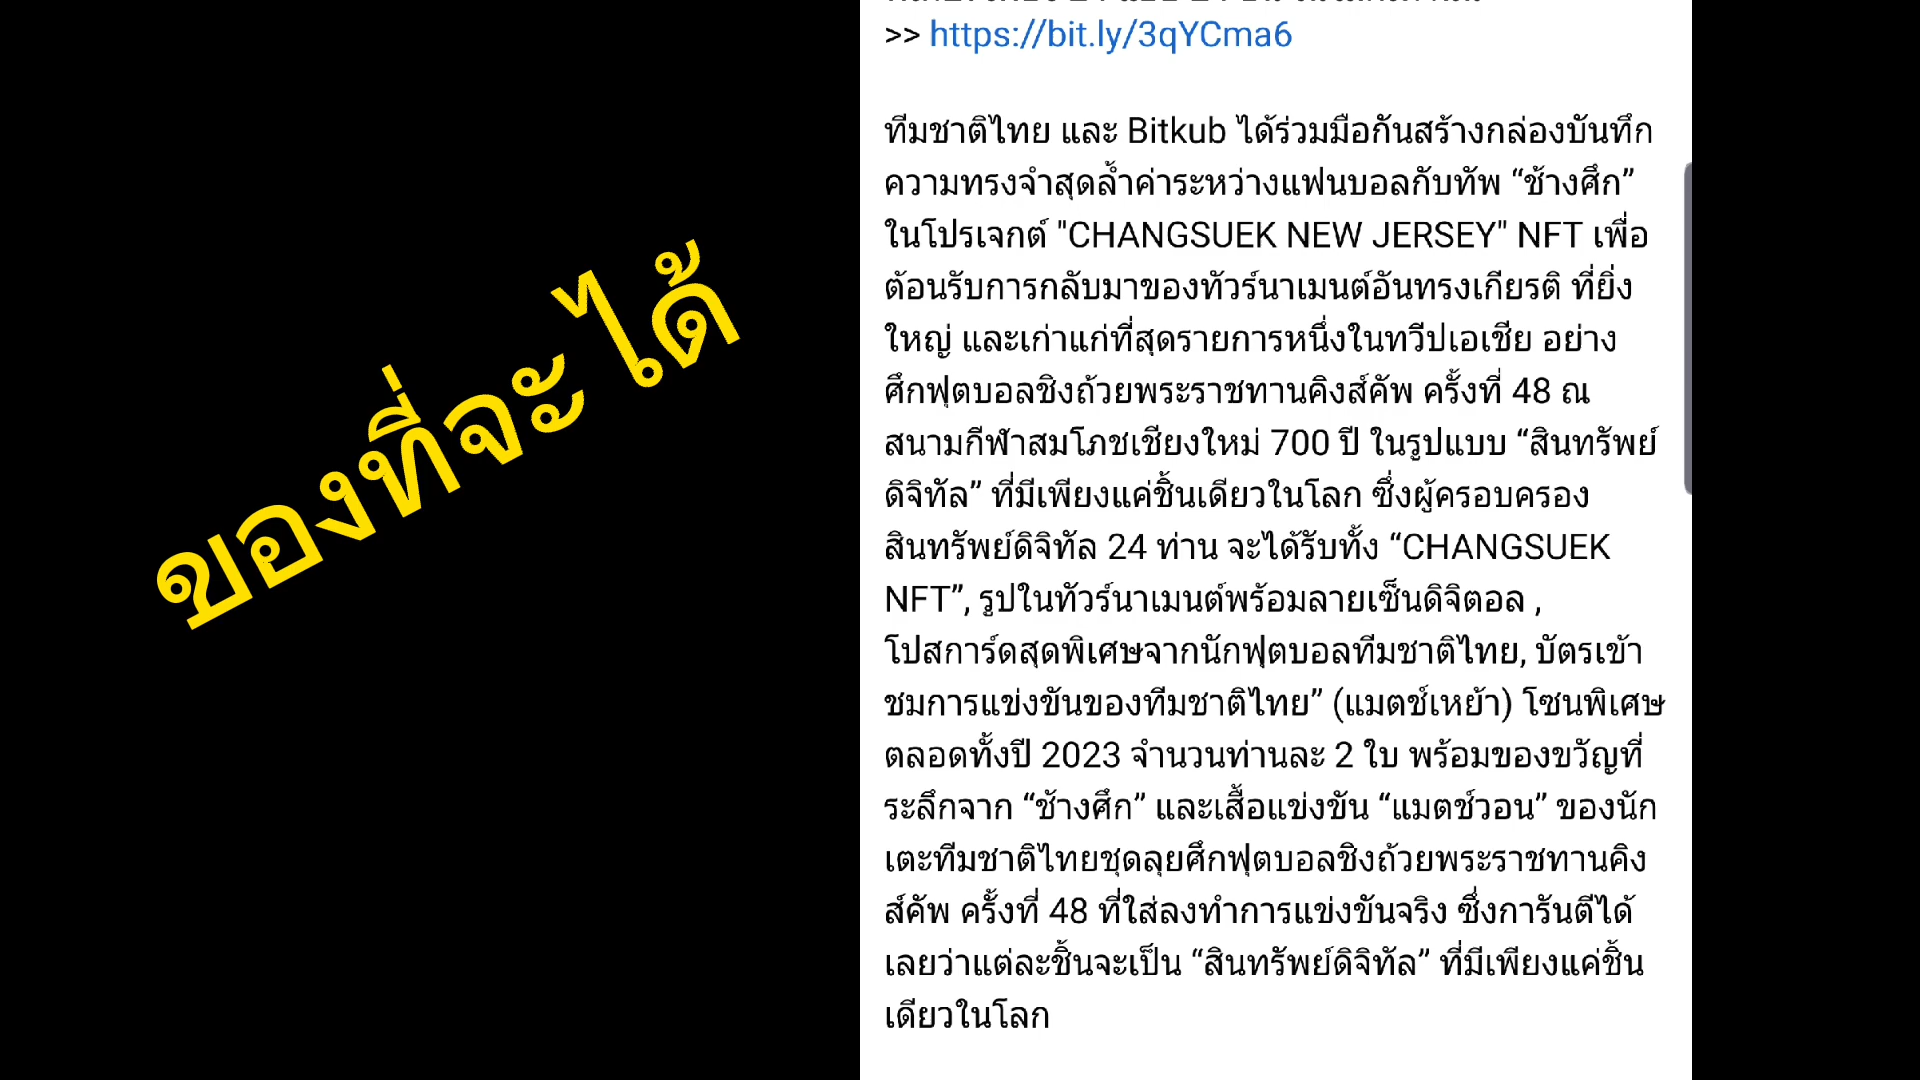 ของที่จะได้
>> https://bit.ly/3qYCma6
ทีมชาติไทย และ Bitkub ได้ร่วมมือกันสร้างกล่องบันทึก
ความทรงจำสุดล้ำค่าระหว่างแฟนบอลกับทัพ “ช้างศึก”
ในโปรเจกต์ "CHANGSUEK NEW JERSEY" NFT เพื่อ
ต้อนรับการกลับมาของทัวร์นาเมนต์อันทรงเกียรติ ที่ยิ่ง
ใหญ่ และเก่าแก่ที่สุดรายการหนึ่งในทวีปเอเชีย อย่าง
ศึกฟุตบอลชิงถ้วยพระราชทานคิงส์คัพ ครั้งที่ 48 ณ
สนามกีฬาสมโภชเชียงใหม่ 700 ปี ในรูปแบบ “สินทรัพย์
ดิจิทัล” ที่มีเพียงแค่ชิ้นเดียวในโลก ซึ่งผู้ครอบครอง
สินทรัพย์ดิจิทัล 24 ท่าน จะได้รับทั้ง “CHANGSUEK
NFT”, รูปในทัวร์นาเมนต์พร้อมลายเซ็นดิจิตอล ,
โปสการ์ดสุดพิเศษจากนักฟุตบอลทีมชาติไทย, บัตรเข้า
ชมการแข่งขันของทีมชาติไทย” (แมตช์เหย้า) โซนพิเศษ
ตลอดทั้งปี 2023 จำนวนท่านละ 2 ใบ พร้อมของขวัญที่
ระลึกจาก “ช้างศึก” และเสื้อแข่งขัน “แมตช์วอน” ของนัก
เตะทีมชาติไทยชุดลุยศึกฟุตบอลชิงถ้วยพระราชทานคิง
ส์คัพ ครั้งที่ 48 ที่ใส่ลงทำการแข่งขันจริง ซึ่งการันตีได้
เลยว่าแต่ละชิ้นจะเป็น “สินทรัพย์ดิจิทัล” ที่มีเพียงแค่ชิ้น
เดียวในโลก